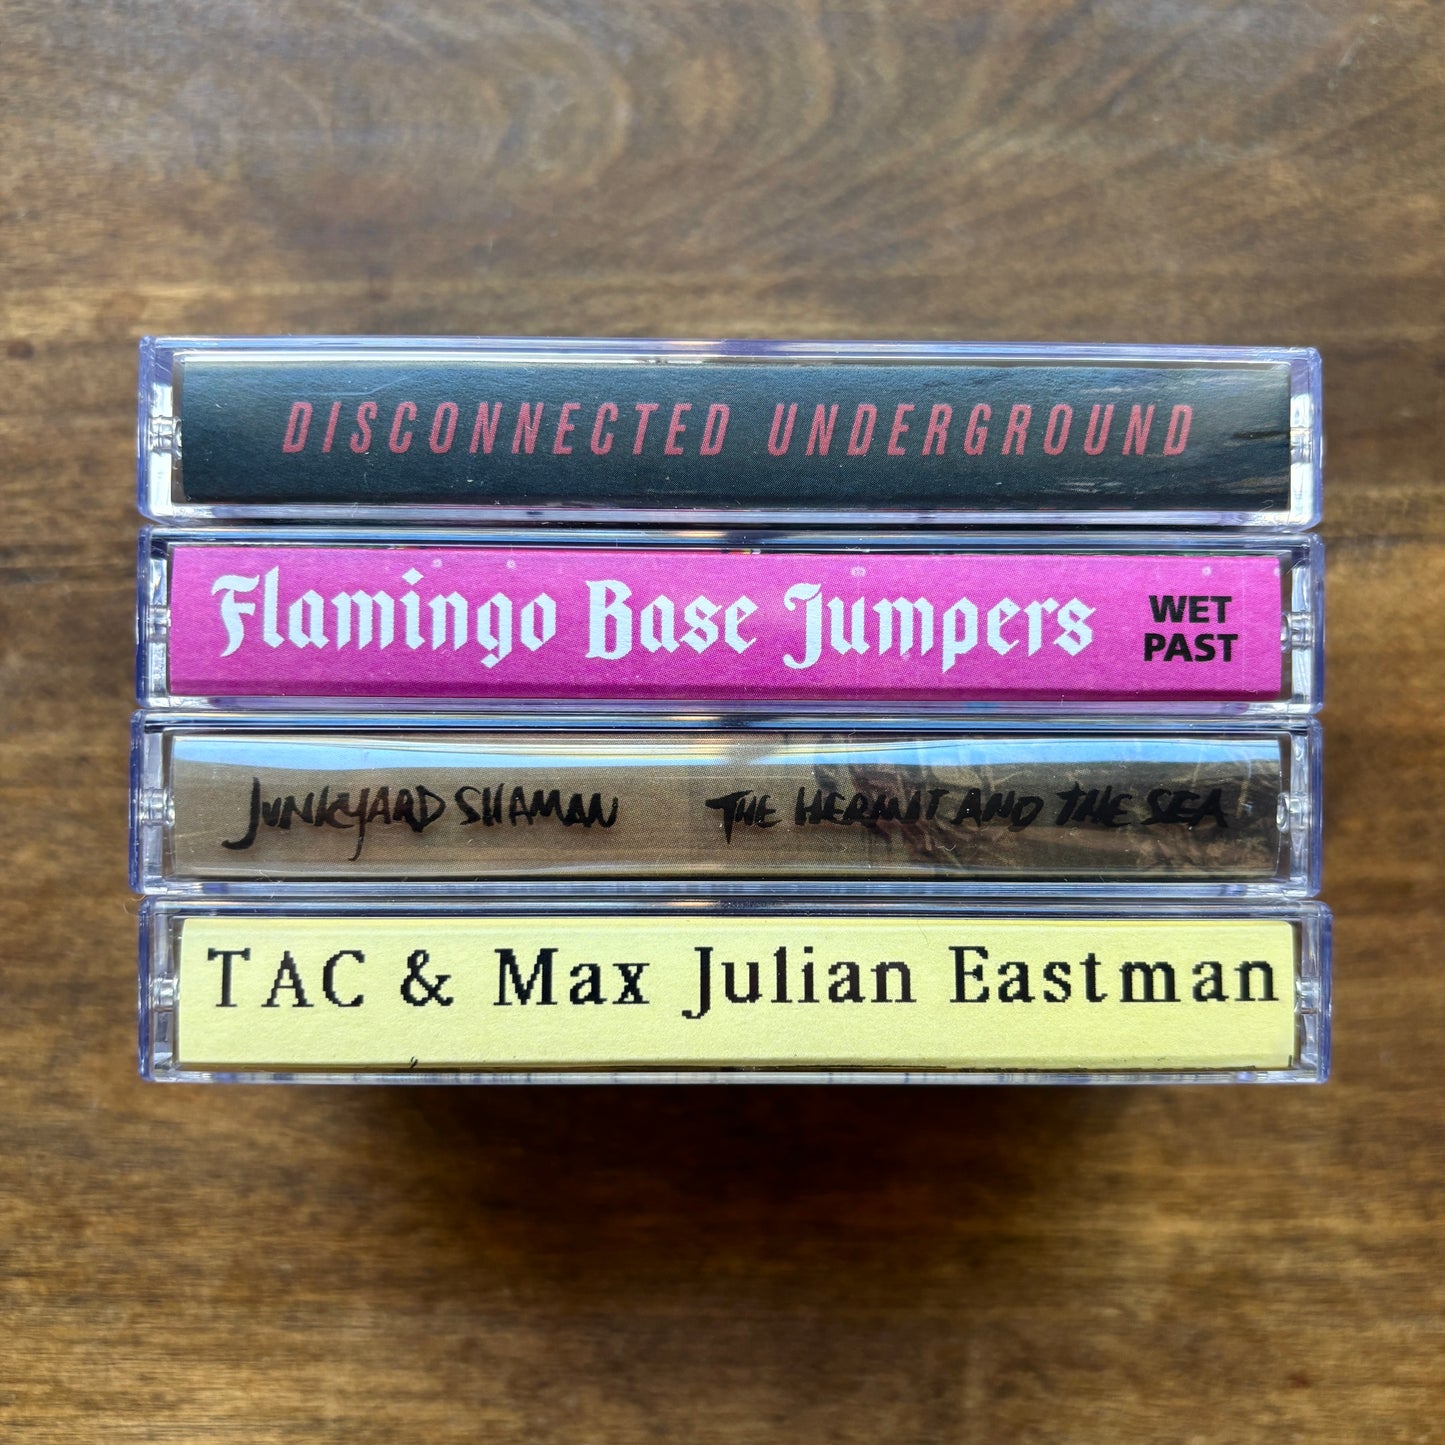 DISCONNECTED UNDERGROUND
Flamingo Base Jumpers
WET
PAST
JUNKYARD SHAMAN THE HERMIT AND THE SEA
TAC & Max Julian Eastman